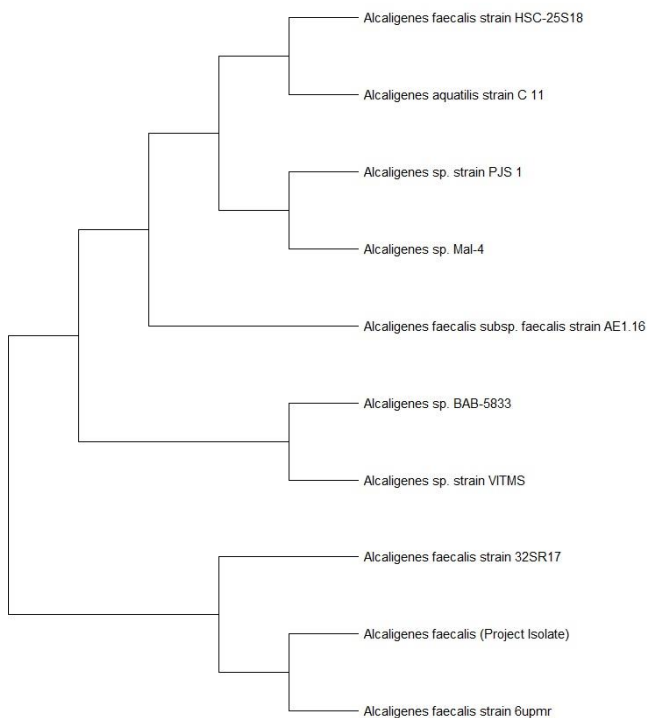 Alcaligenes faecalis strain HSC-25S18
Alcaligenes aquatilis strain C 11
Alcaligenes sp. strain PJS 1
Alcaligenes sp. Mal-4
Alcaligenes faecalis subsp. faecalis strain AE1.16
Alcaligenes sp. BAB-5833
Alcaligenes sp. strain VITMS
Alcaligenes faecalis strain 32SR17
Alcaligenes faecalis (Project Isolate)
Alcaligenes faecalis strain 6upmr